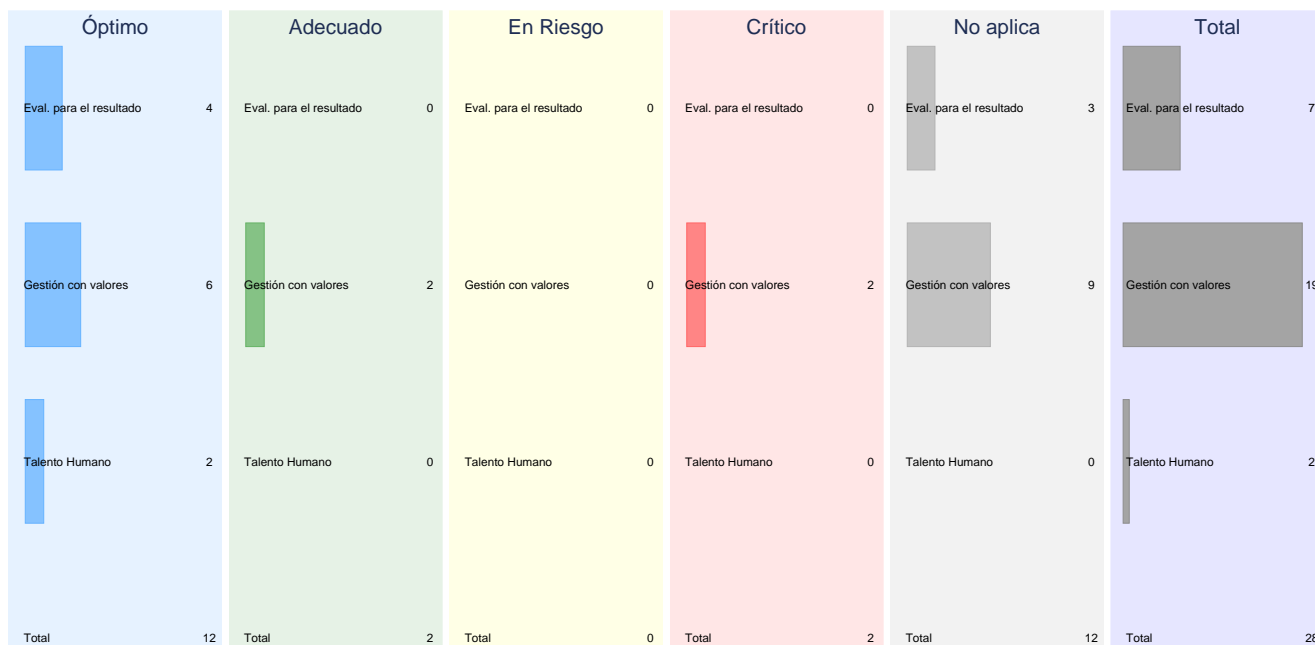 Óptimo Adecuado En Riesgo Crítico No aplica Total
Eval. para el resultado 4 Eval. para el resultado 0 Eval. para el resultado 0 Eval. para el resultado 0 Eval. para el resultado 3 Eval. para el resultado 7
Gestión con valores 6 Gestión con valores 2 Gestión con valores 0 Gestión con valores 2 Gestión con valores 9 Gestión con valores 19
Talento Humano 2 Talento Humano 0 Talento Humano 0 Talento Humano 0 Talento Humano 0 Talento Humano 2
Total 12 Total 2 Total 0 Total 2 Total 12 Total 28